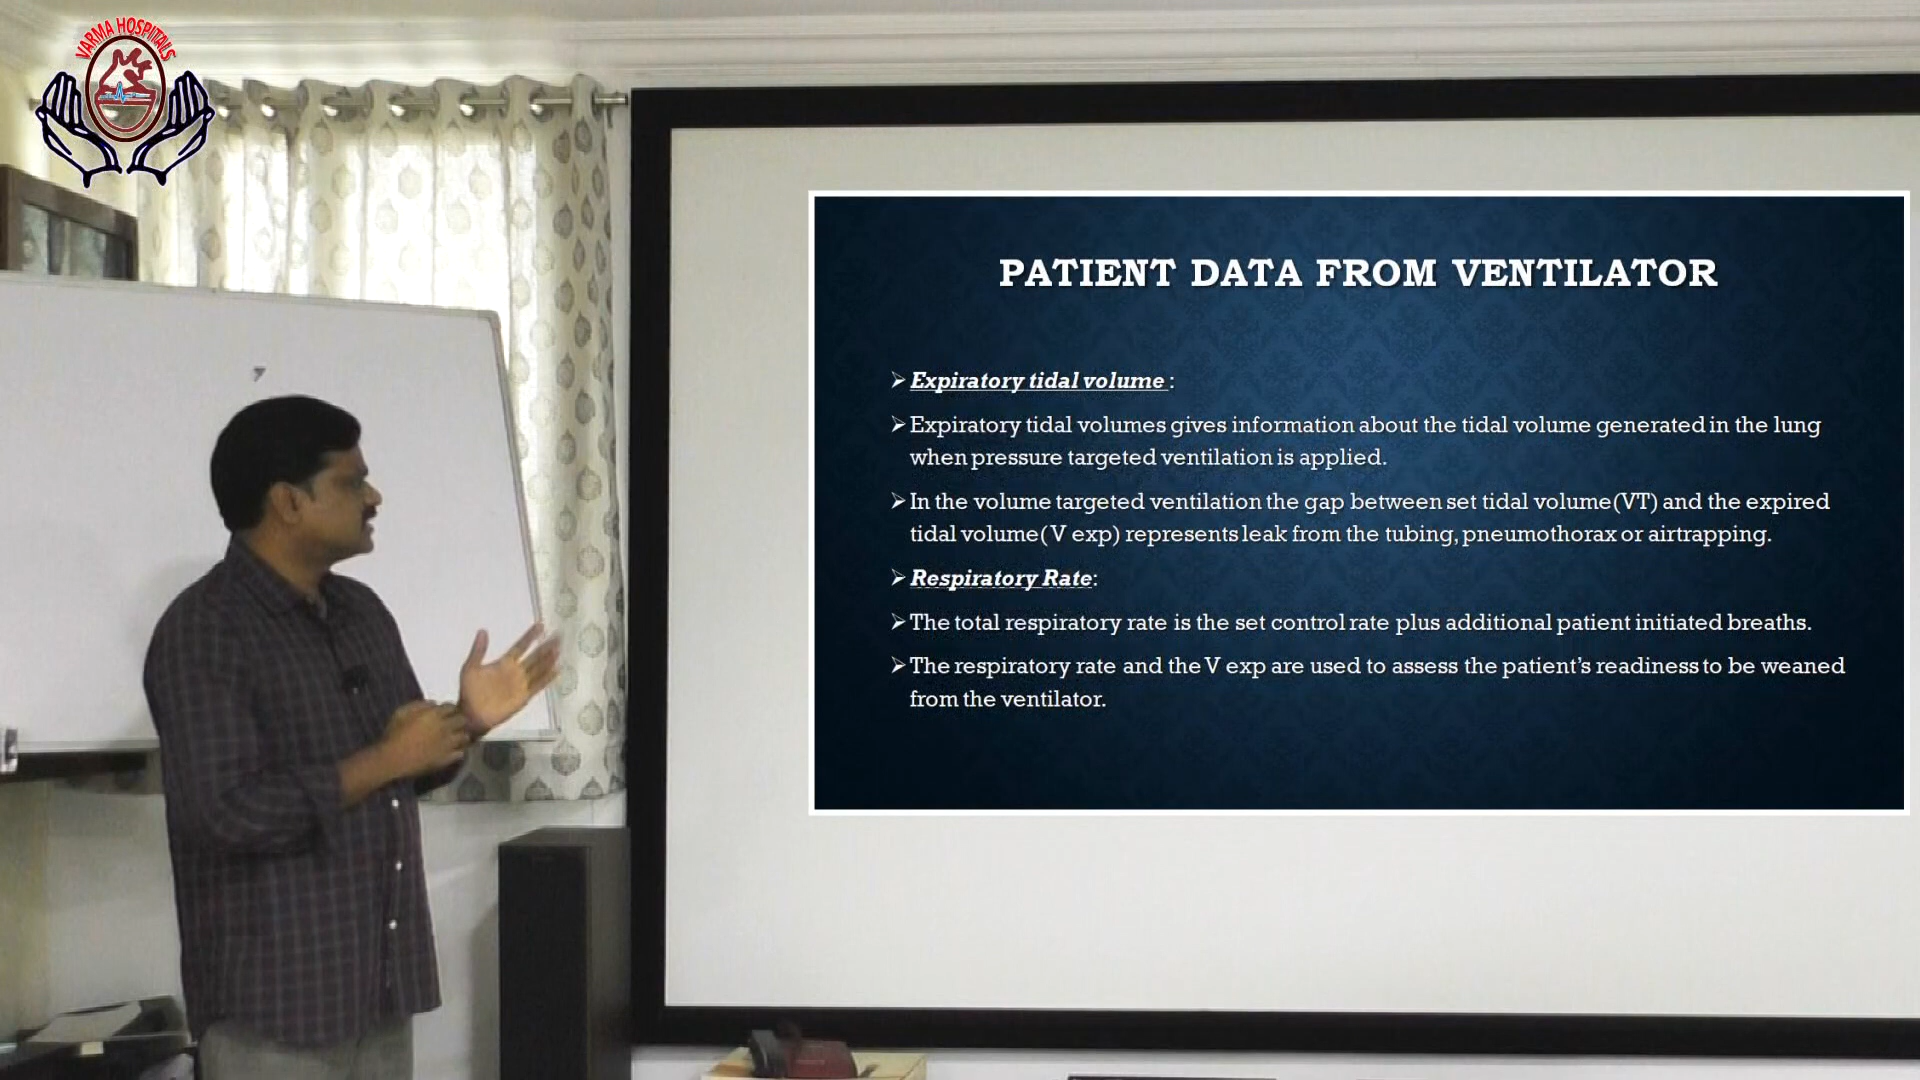 VARMA HOSPITALS
PATIENT DATA FROM VENTILATOR
➢ Expiratory tidal volume :
➢ Expiratory tidal volumes gives information about the tidal volume generated in the lung
when pressure targeted ventilation is applied.
➢ In the volume targeted ventilation the gap between set tidal volume(VT) and the expired
tidal volume( V exp) represents leak from the tubing, pneumothorax or airtrapping.
➢ Respiratory Rate:
➢ The total respiratory rate is the set control rate plus additional patient initiated breaths.
➢ The respiratory rate and the V exp are used to assess the patient’s readiness to be weaned
from the ventilator.